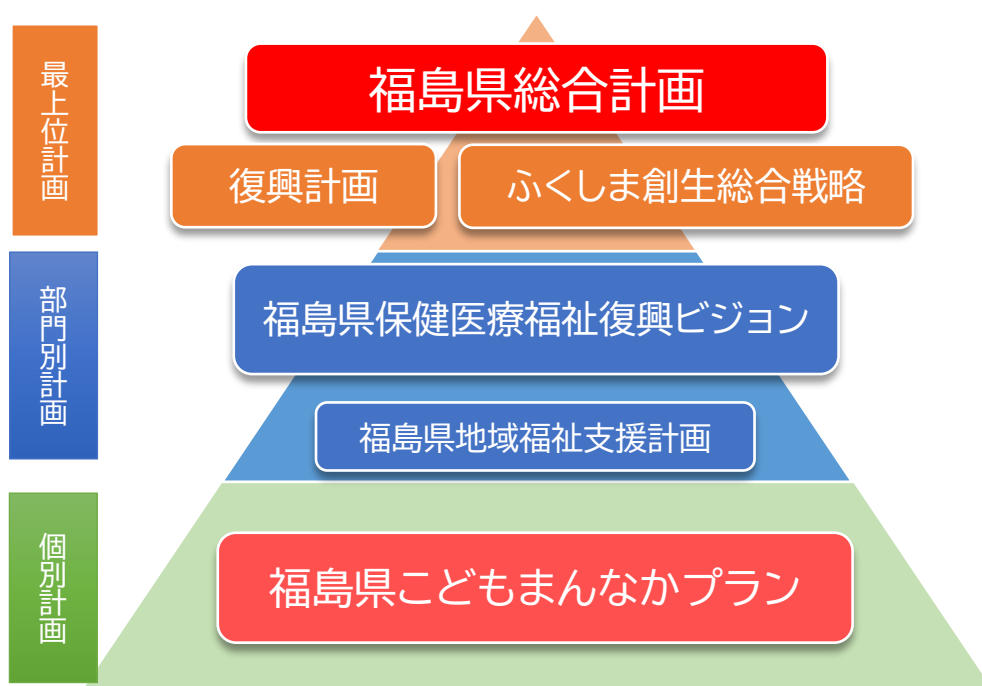 最上位計画
福島県総合計画
復興計画
ふくしま創生総合戦略
部門別計画
福島県保健医療福祉復興ビジョン
福島県地域福祉支援計画
個別計画
福島県こどもまんなかプラン